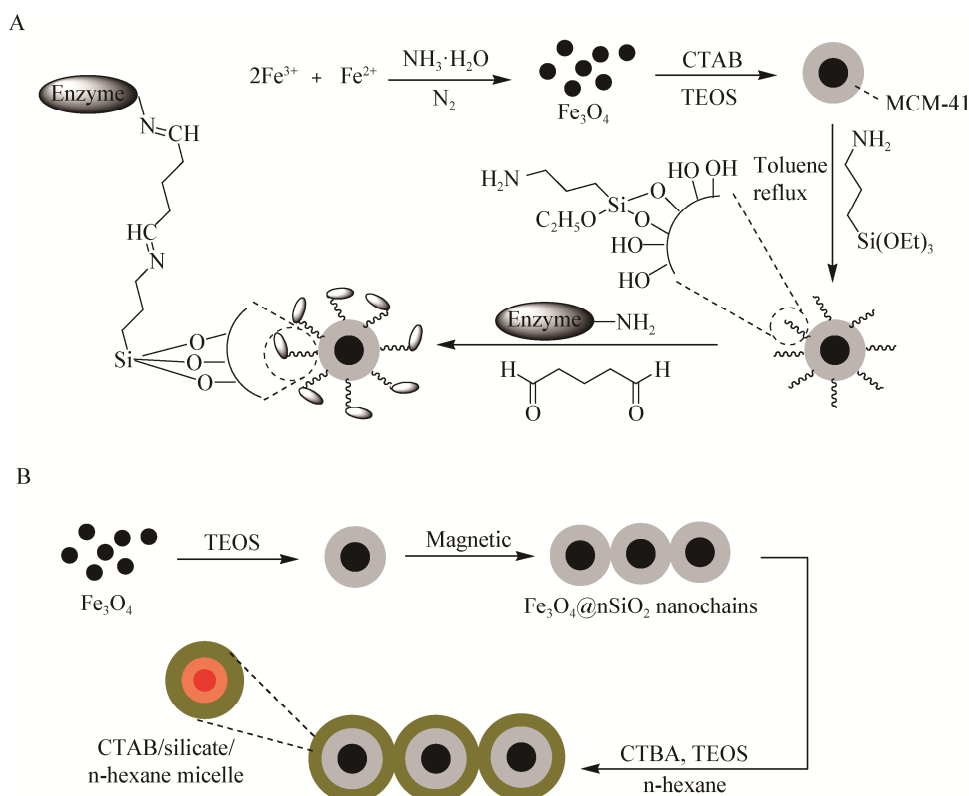 A
2Fe³⁺ + Fe²⁺
NH₃·H₂O
N₂
Fe₃O₄
CTAB
TEOS
MCM-41
Enzyme
N
CH
HC
N
Si
O
O
O
H₂N
Si
O
O
C₂H₅O
HO
OH
HO
HO
Toluene
reflux
NH₂
Si(OEt)₃
Enzyme
NH₂
H
H
O
O
B
Fe₃O₄
TEOS
Magnetic
Fe₃O₄@nSiO₂ nanochains
CTAB/silicate/
n-hexane micelle
CTBA, TEOS
n-hexane